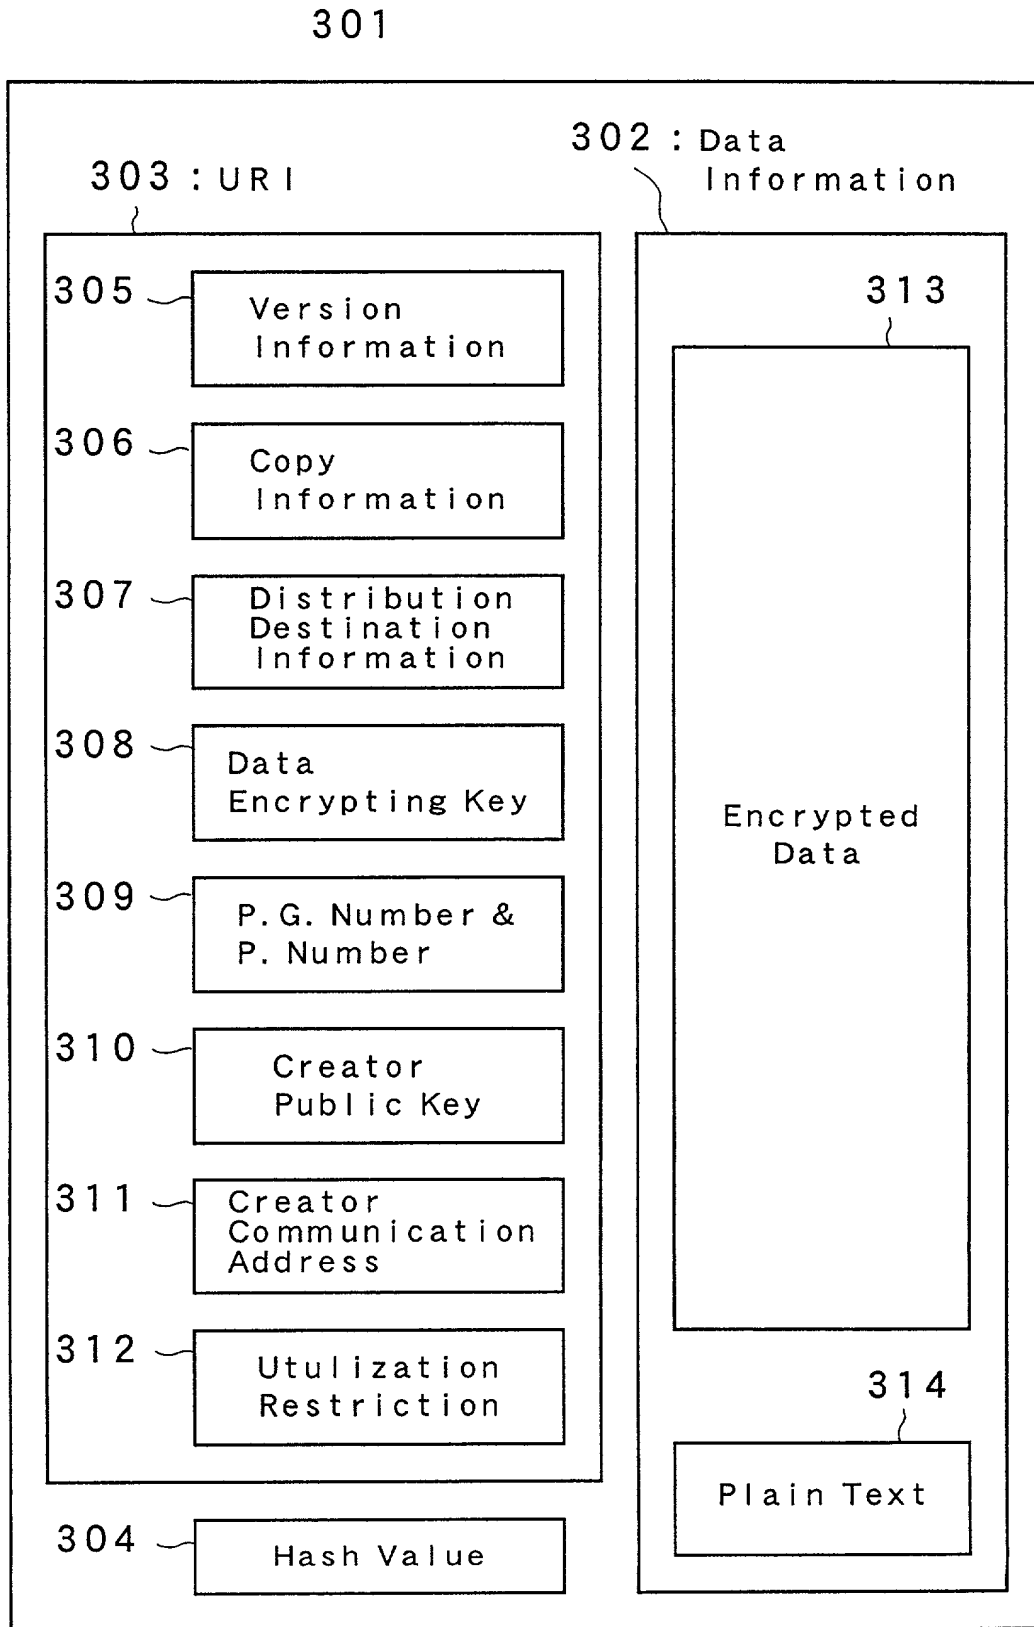 301
302 : Data
Information
303 : URI
305
Version
Information
306
Copy
Information
307
Distribution
Destination
Information
308
Data
Encrypting Key
309
P. G. Number &
P. Number
310
Creator
Public Key
311
Creator
Communication
Address
312
Utulization
Restriction
304
Hash Value
313
Encrypted
Data
314
Plain Text